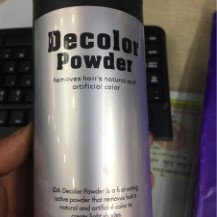 Decolor
Powder
Removes hair's natural and
artificial color
Decolor Powder is a fast-acting
active powder that removes hair's
natural and artificial color to
create